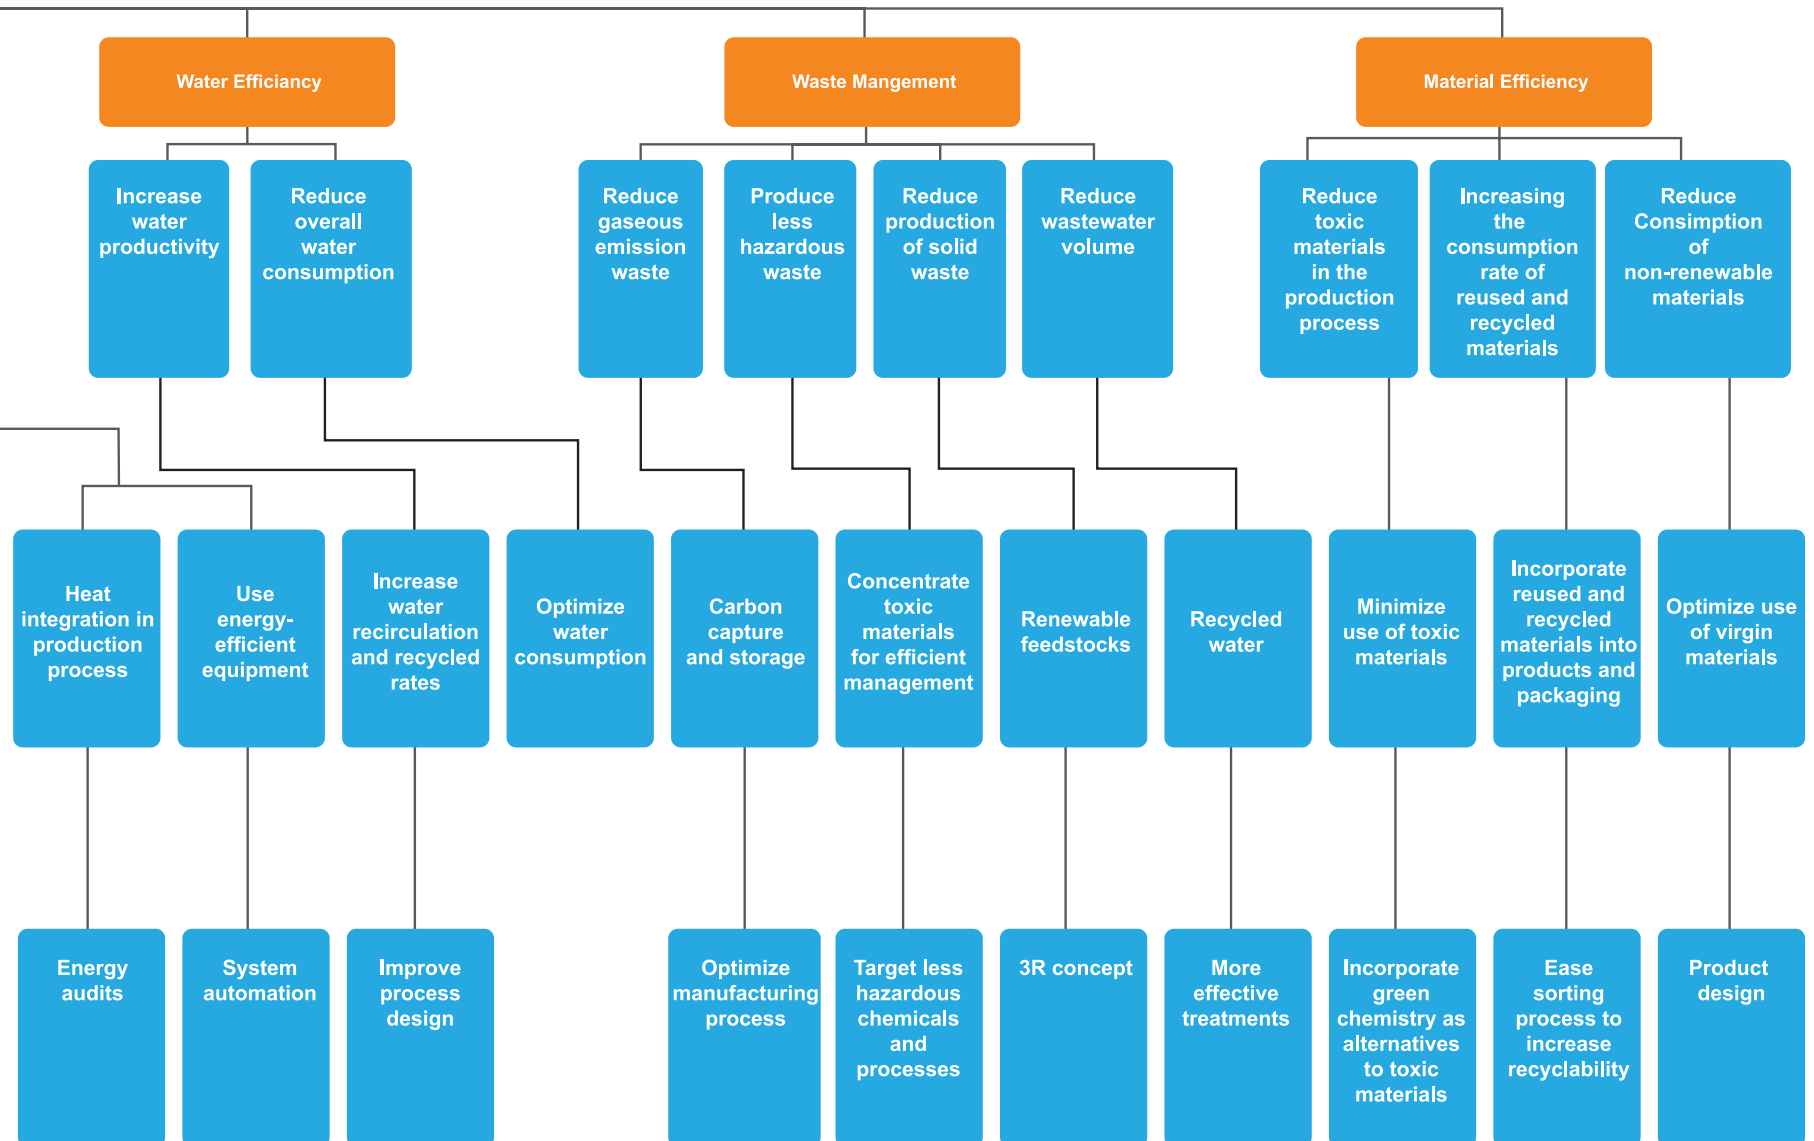 Water Efficiancy
Waste Mangement
Material Efficiency
Increase
water
productivity
Reduce
overall
water
consumption
Reduce
gaseous
emission
waste
Produce
less
hazardous
waste
Reduce
production
of solid
waste
Reduce
wastewater
volume
Reduce
toxic
materials
in the
production
process
Increasing
the
consumption
rate of
reused and
recycled
materials
Reduce
Consimption
of
non-renewable
materials
Heat
integration in
production
process
Use
energy-
efficient
equipment
Increase
water
recirculation
and recycled
rates
Optimize
water
consumption
Carbon
capture
and storage
Concentrate
toxic
materials
for efficient
management
Renewable
feedstocks
Recycled
water
Minimize
use of toxic
materials
Incorporate
reused and
recycled
materials into
products and
packaging
Optimize use
of virgin
materials
Energy
audits
System
automation
Improve
process
design
Optimize
manufacturing
process
Target less
hazardous
chemicals
and
processes
3R concept
More
effective
treatments
Incorporate
green
chemistry as
alternatives
to toxic
materials
Ease
sorting
process to
increase
recyclability
Product
design